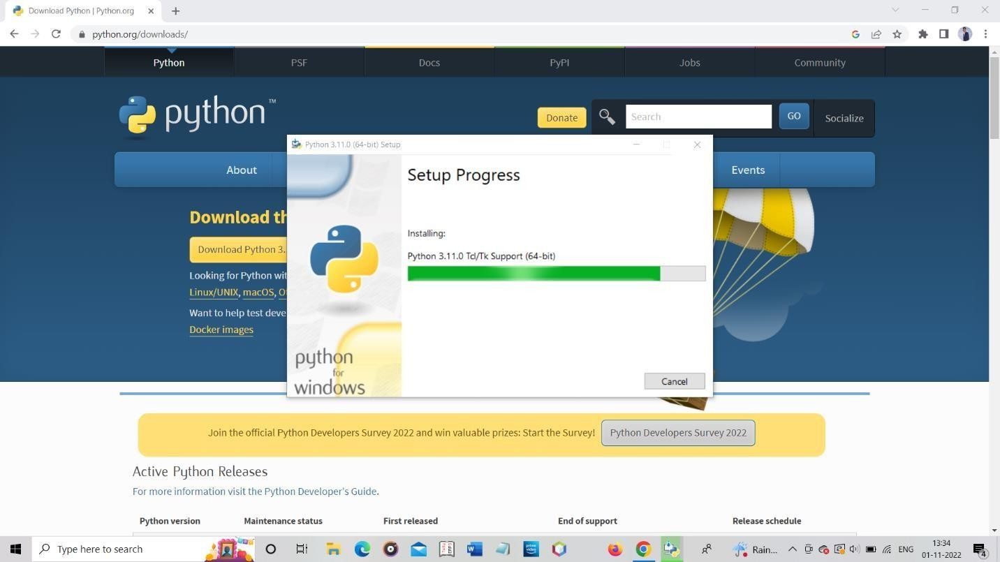 Download Python | Python.org
python.org/downloads/
Python PSF Docs PyPI Jobs Community
python™
Donate Search GO Socialize
Python 3.11.0 (64-bit) Setup
About Events
Setup Progress
Download th
Installing:
Download Python 3.
Python 3.11.0 Tcl/Tk Support (64-bit)
Looking for Python wit
Linux/UNIX, macOS, Ot
Want to help test deve
Docker images
python
for
windows
Cancel
Join the official Python Developers Survey 2022 and win valuable prizes: Start the Survey! Python Developers Survey 2022
Active Python Releases
For more information visit the Python Developer's Guide.
Python version Maintenance status First released End of support Release schedule
Type here to search
Rain... ENG 13:34
01-11-2022
4